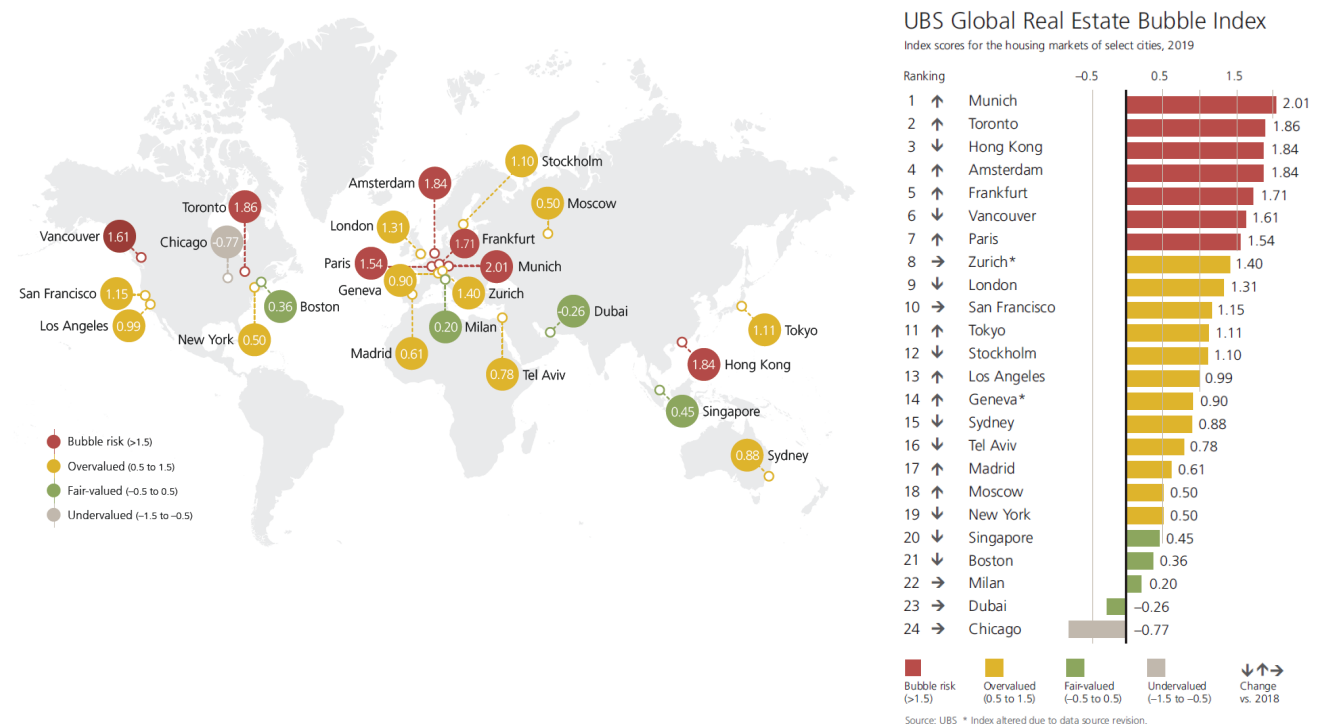 Stockholm
1.10
Amsterdam
1.84
0.50
Moscow
Toronto
1.86
London
1.31
Vancouver
1.61
Chicago
-0.77
1.71
Frankfurt
Paris
1.54
2.01
Munich
Geneva
0.90
San Francisco
1.15
1.40
Zurich
0.36
Boston
-0.26
Dubai
Los Angeles
0.99
0.20
Milan
1.11
Tokyo
New York
0.50
Madrid
0.61
1.84
Hong Kong
0.78
Tel Aviv
0.45
Singapore
0.88
Sydney
Bubble risk (>1.5)
Overvalued (0.5 to 1.5)
Fair-valued (–0.5 to 0.5)
Undervalued (–1.5 to –0.5)
UBS Global Real Estate Bubble Index
Index scores for the housing markets of select cities, 2019
Ranking –0.5 0.5 1.5
1 ↑ Munich 2.01
2 ↑ Toronto 1.86
3 ↓ Hong Kong 1.84
4 ↑ Amsterdam 1.84
5 ↑ Frankfurt 1.71
6 ↓ Vancouver 1.61
7 ↑ Paris 1.54
8 → Zurich* 1.40
9 ↓ London 1.31
10 → San Francisco 1.15
11 ↑ Tokyo 1.11
12 ↓ Stockholm 1.10
13 ↑ Los Angeles 0.99
14 ↑ Geneva* 0.90
15 ↓ Sydney 0.88
16 ↓ Tel Aviv 0.78
17 ↑ Madrid 0.61
18 ↑ Moscow 0.50
19 ↓ New York 0.50
20 ↓ Singapore 0.45
21 ↓ Boston 0.36
22 → Milan 0.20
23 → Dubai –0.26
24 → Chicago –0.77
↓↑→
Bubble risk Overvalued Fair-valued Undervalued Change
(>1.5) (0.5 to 1.5) (–0.5 to 0.5) (–1.5 to –0.5) vs. 2018
Source: UBS * Index altered due to data source revision.